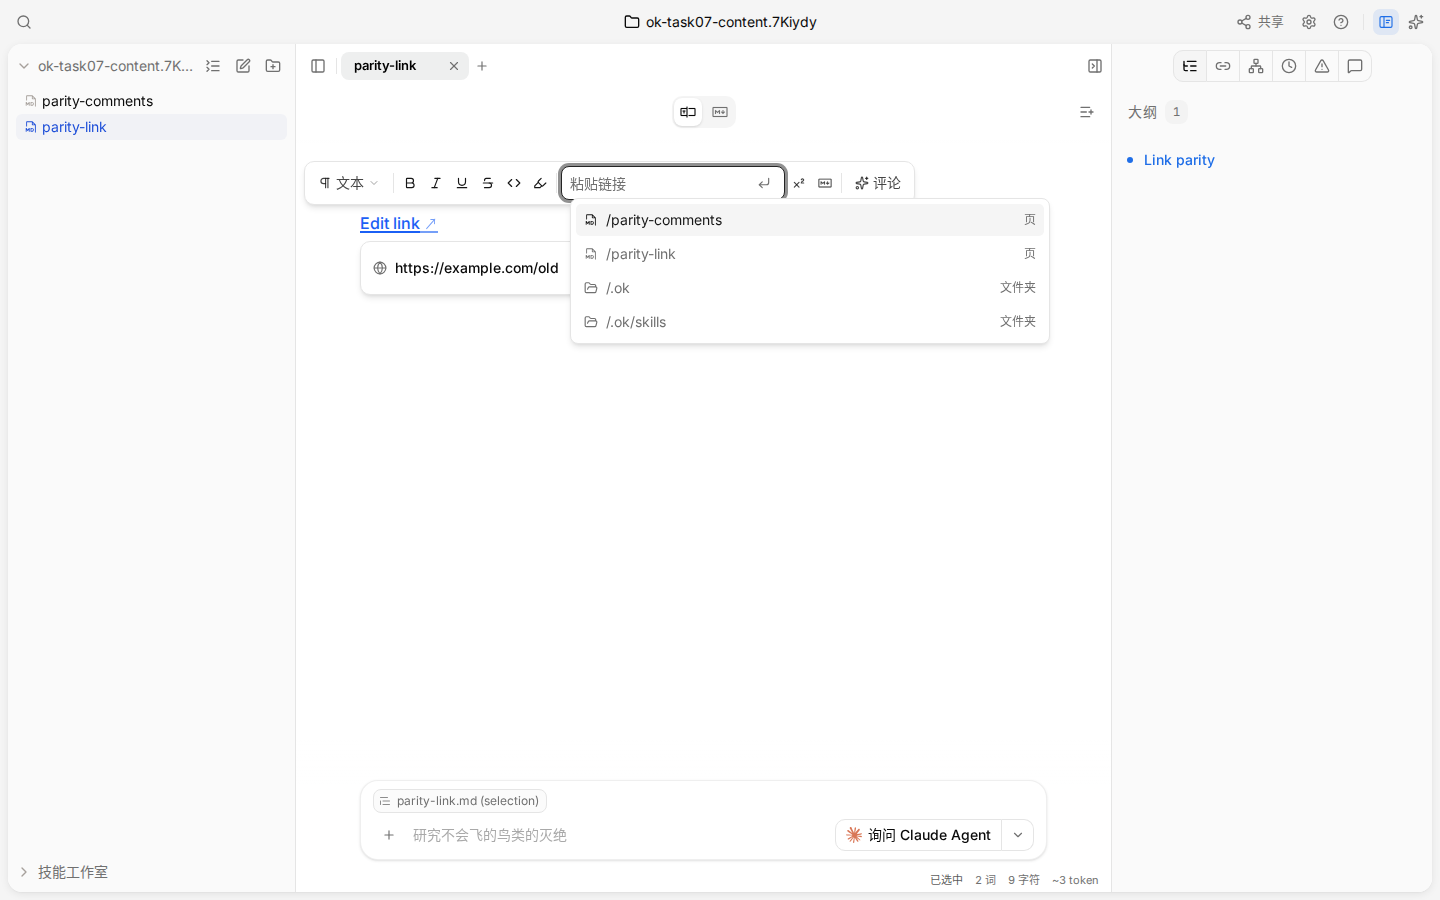 ok-task07-content.7Kiydy
共享
ok-task07-content.7K...
parity-comments
parity-link
技能工作室
parity-link
文本
粘贴链接
评论
Edit link
https://example.com/old
/parity-comments 页
/parity-link 页
/.ok 文件夹
/.ok/skills 文件夹
parity-link.md (selection)
研究不会飞的鸟类的灭绝
询问 Claude Agent
已选中 2 词 9 字符 ~3 token
大纲 1
Link parity